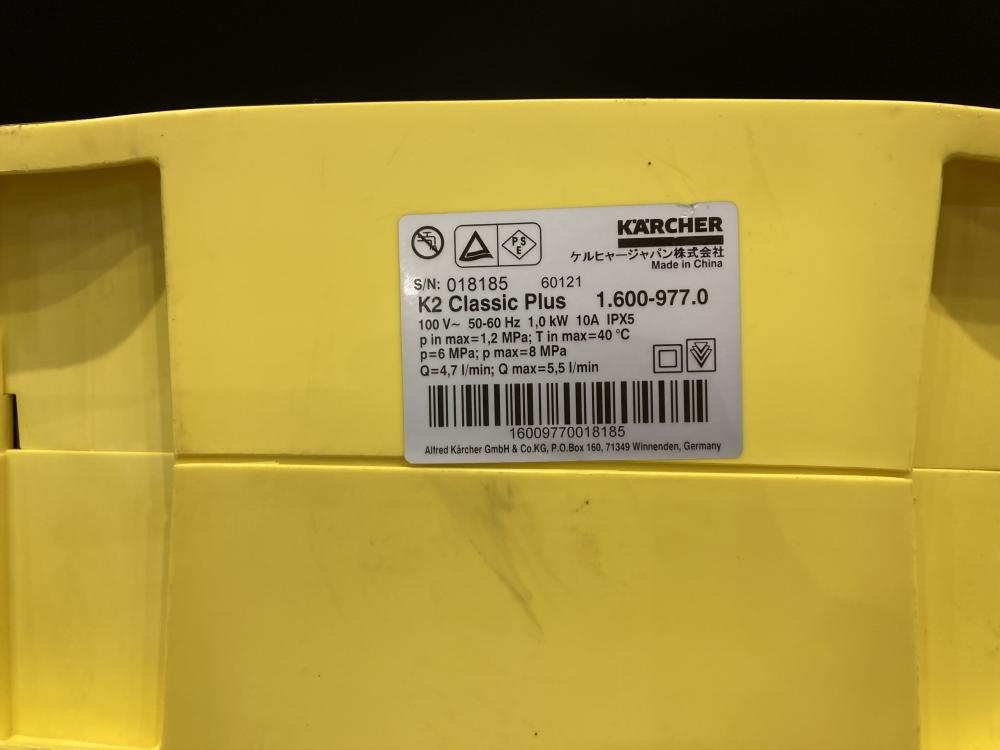 KÄRCHER
P S
E
ケルヒャージャパン株式会社
Made in China
S/N: 018185 60121
K2 Classic Plus 1.600-977.0
100 V~ 50-60 Hz 1,0 kW 10A IPX5
p in max=1,2 MPa; T in max=40 °C
p=6 MPa; p max=8 MPa
Q=4,7 l/min; Q max=5,5 l/min
16009770018185
Alfred Kärcher GmbH & Co.KG, P.O.Box 160, 71349 Winnenden, Germany